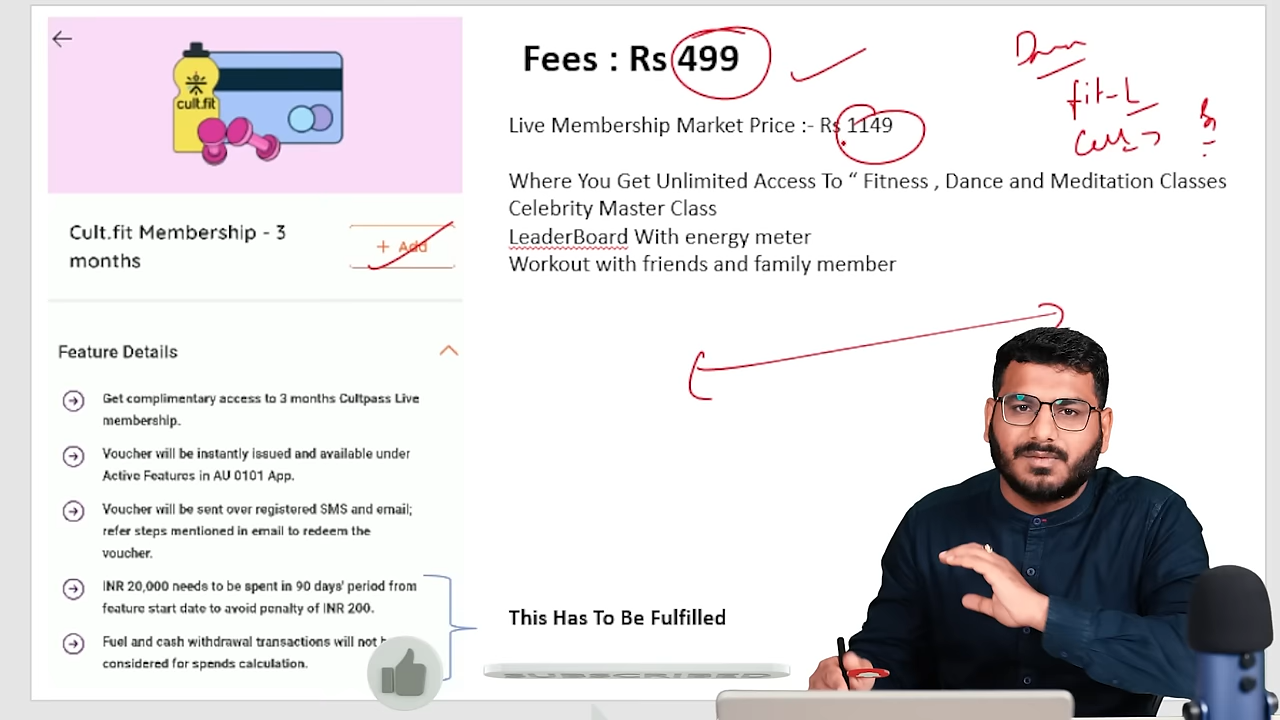 Fees : Rs 499
cult.fit
Live Membership Market Price :- Rs 1149
Where You Get Unlimited Access To “ Fitness , Dance and Meditation Classes
Celebrity Master Class
LeaderBoard With energy meter
Workout with friends and family member
Cult.fit Membership - 3
months
+ Add
Feature Details
Get complimentary access to 3 months Cultpass Live
membership.
Voucher will be instantly issued and available under
Active Features in AU 0101 App.
Voucher will be sent over registered SMS and email;
refer steps mentioned in email to redeem the
voucher.
INR 20,000 needs to be spent in 90 days' period from
feature start date to avoid penalty of INR 200.
Fuel and cash withdrawal transactions will not
considered for spends calculation.
This Has To Be Fulfilled
SUBSCRIBED